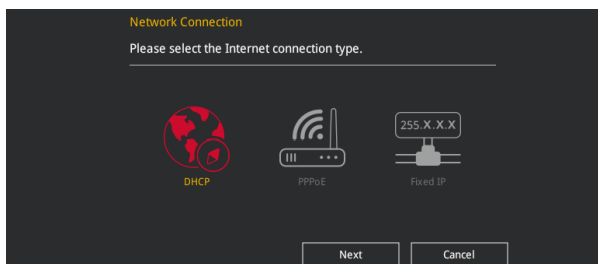 Network Connection
Please select the Internet connection type.
255.X.X.X
DHCP
PPPoE
Fixed IP
Next
Cancel